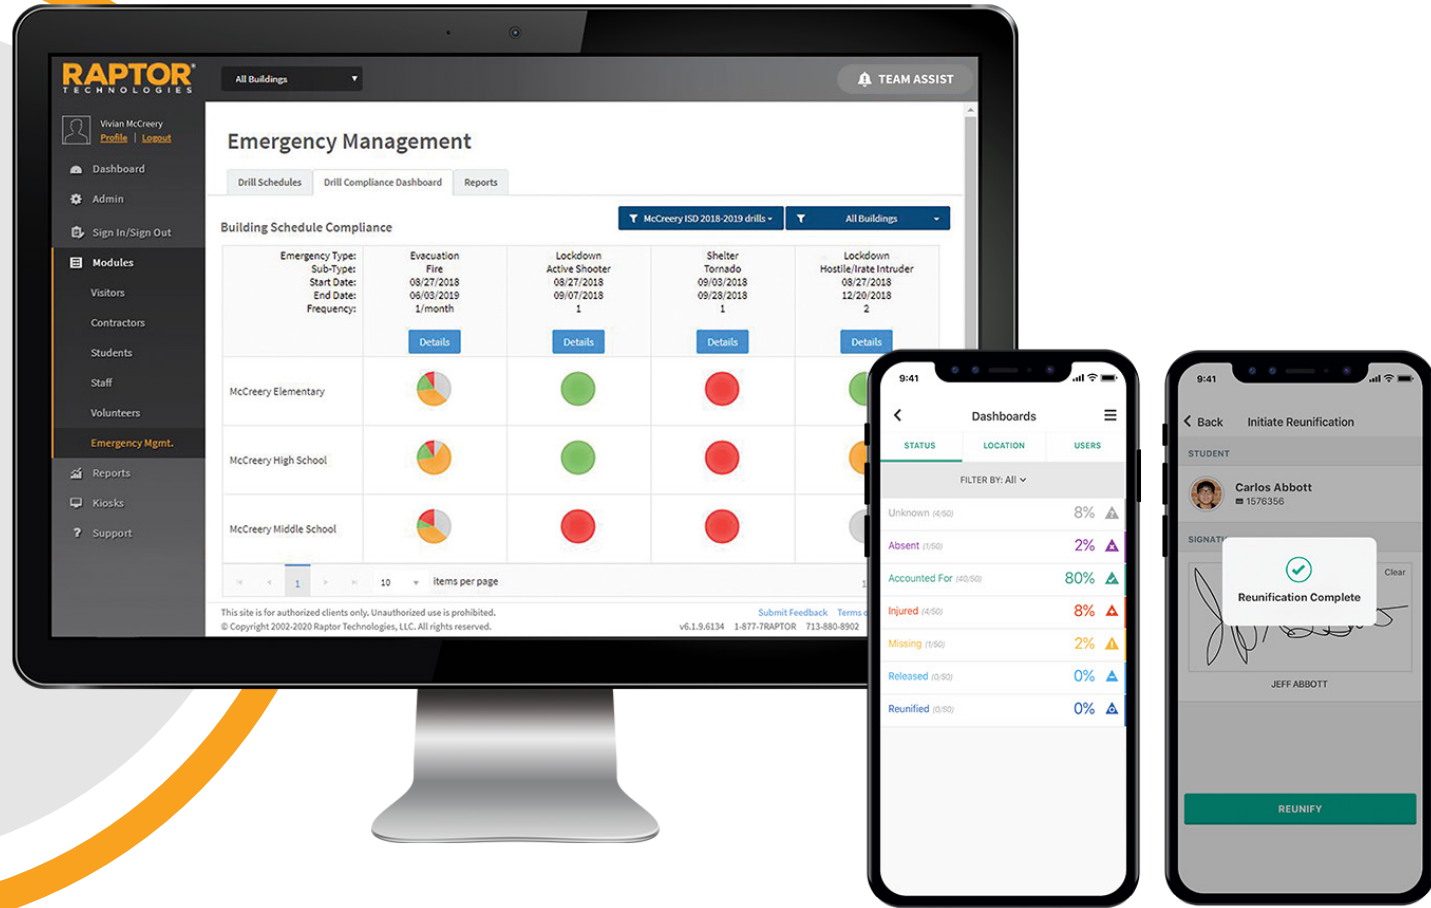 RAPTOR®
TECHNOLOGIES
All Buildings
TEAM ASSIST
Vivian McCreery
Profile | Logout
Dashboard
Admin
Sign In/Sign Out
Modules
Visitors
Contractors
Students
Staff
Volunteers
Emergency Mgmt.
Reports
Kiosks
? Support
Emergency Management
Drill Schedules Drill Compliance Dashboard Reports
McCreery ISD 2018-2019 drills All Buildings
Building Schedule Compliance
Emergency Type: Evacuation Lockdown Shelter Lockdown
Sub-Type: Fire Active Shooter Tornado Hostile/Irate Intruder
Start Date: 08/27/2018 08/27/2018 09/03/2018 08/27/2018
End Date: 06/03/2019 09/07/2018 09/28/2018 12/20/2018
Frequency: 1/month 1 1 2
Details Details Details Details
McCreery Elementary
McCreery High School
McCreery Middle School
1 10 items per page 1
This site is for authorized clients only. Unauthorized use is prohibited. Submit Feedback Terms
© Copyright 2002-2020 Raptor Technologies, LLC. All rights reserved. v6.1.9.6134 1-877-7RAPTOR 713-880-8902
9:41
Dashboards
STATUS LOCATION USERS
FILTER BY: All
Unknown (4/50) 8%
Absent (1/50) 2%
Accounted For (40/50) 80%
Injured (4/50) 8%
Missing (1/50) 2%
Released (0/50) 0%
Reunified (0/50) 0%
9:41
Back Initiate Reunification
STUDENT
Carlos Abbott
1576356
SIGNAT
Clear
Reunification Complete
JEFF ABBOTT
REUNIFY